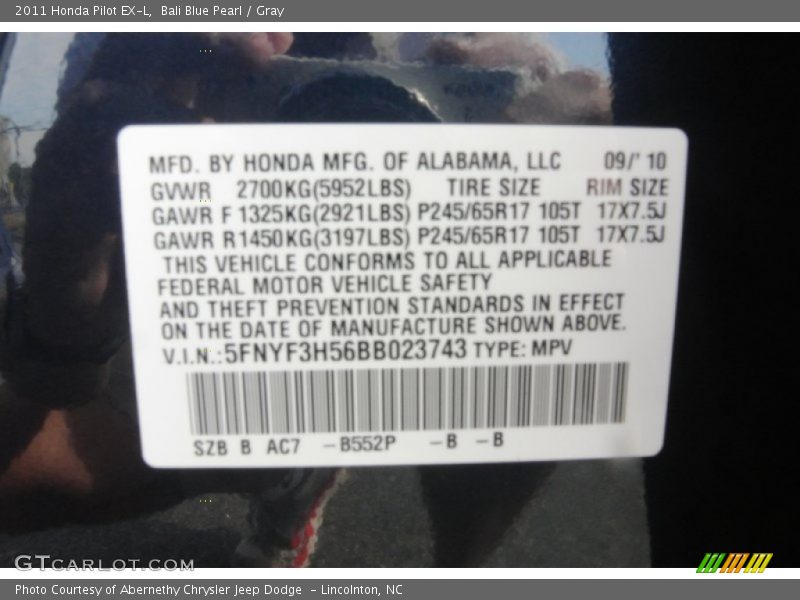 2011 Honda Pilot EX-L, Bali Blue Pearl / Gray
MFD. BY HONDA MFG. OF ALABAMA, LLC 09/' 10
GVWR 2700KG(5952LBS) TIRE SIZE RIM SIZE
GAWR F 1325KG(2921LBS) P245/65R17 105T 17X7.5J
GAWR R1450KG(3197LBS) P245/65R17 105T 17X7.5J
THIS VEHICLE CONFORMS TO ALL APPLICABLE
FEDERAL MOTOR VEHICLE SAFETY
AND THEFT PREVENTION STANDARDS IN EFFECT
ON THE DATE OF MANUFACTURE SHOWN ABOVE.
V.I.N.:5FNYF3H56BB023743 TYPE: MPV
SZB B AC7 -B552P -B -B
GTCARLOT.COM
Photo Courtesy of Abernethy Chrysler Jeep Dodge - Lincolnton, NC